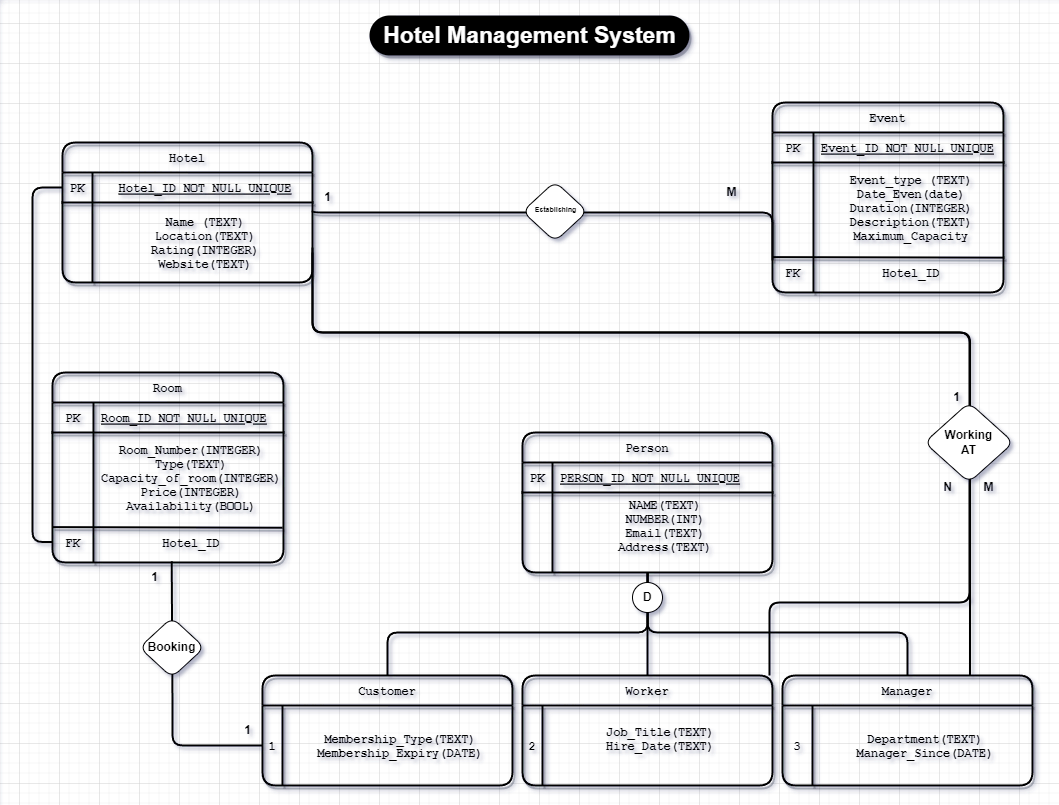 Hotel Management System
Event
PK
Event_ID NOT NULL UNIQUE
Event_type (TEXT)
Date_Even(date)
Duration(INTEGER)
Description(TEXT)
Maximum_Capacity
FK
Hotel_ID
Hotel
PK
Hotel_ID NOT NULL UNIQUE
Name (TEXT)
Location(TEXT)
Rating(INTEGER)
Website(TEXT)
1
Establishing
M
Room
PK
Room_ID NOT NULL UNIQUE
Room_Number(INTEGER)
Type(TEXT)
Capacity_of_room(INTEGER)
Price(INTEGER)
Availability(BOOL)
FK
Hotel_ID
1
Working
AT
N
M
Person
PK
PERSON_ID NOT NULL UNIQUE
NAME(TEXT)
NUMBER(INT)
Email(TEXT)
Address(TEXT)
D
1
Booking
1
Customer
1
Membership_Type(TEXT)
Membership_Expiry(DATE)
Worker
2
Job_Title(TEXT)
Hire_Date(TEXT)
Manager
3
Department(TEXT)
Manager_Since(DATE)